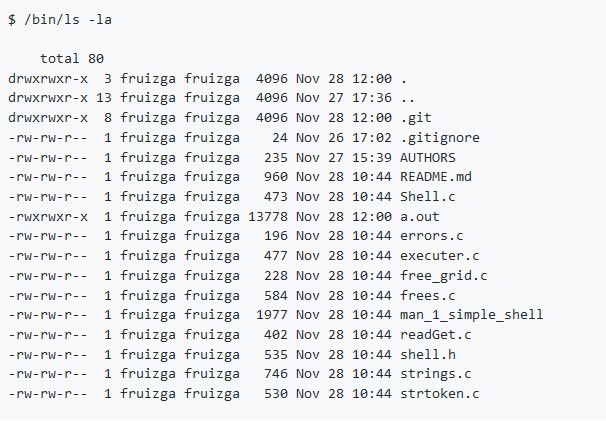 $ /bin/ls -la
total 80
drwxrwxr-x  3 fruizga fruizga  4096 Nov 28 12:00 .
drwxrwxr-x 13 fruizga fruizga  4096 Nov 27 17:36 ..
drwxrwxr-x  8 fruizga fruizga  4096 Nov 28 12:00 .git
-rw-rw-r--  1 fruizga fruizga    24 Nov 26 17:02 .gitignore
-rw-rw-r--  1 fruizga fruizga   235 Nov 27 15:39 AUTHORS
-rw-rw-r--  1 fruizga fruizga   960 Nov 28 10:44 README.md
-rw-rw-r--  1 fruizga fruizga   473 Nov 28 10:44 Shell.c
-rwxrwxr-x  1 fruizga fruizga 13778 Nov 28 12:00 a.out
-rw-rw-r--  1 fruizga fruizga   196 Nov 28 10:44 errors.c
-rw-rw-r--  1 fruizga fruizga   477 Nov 28 10:44 executer.c
-rw-rw-r--  1 fruizga fruizga   228 Nov 28 10:44 free_grid.c
-rw-rw-r--  1 fruizga fruizga   584 Nov 28 10:44 frees.c
-rw-rw-r--  1 fruizga fruizga  1977 Nov 28 10:44 man_1_simple_shell
-rw-rw-r--  1 fruizga fruizga   402 Nov 28 10:44 readGet.c
-rw-rw-r--  1 fruizga fruizga   535 Nov 28 10:44 shell.h
-rw-rw-r--  1 fruizga fruizga   746 Nov 28 10:44 strings.c
-rw-rw-r--  1 fruizga fruizga   530 Nov 28 10:44 strtoken.c